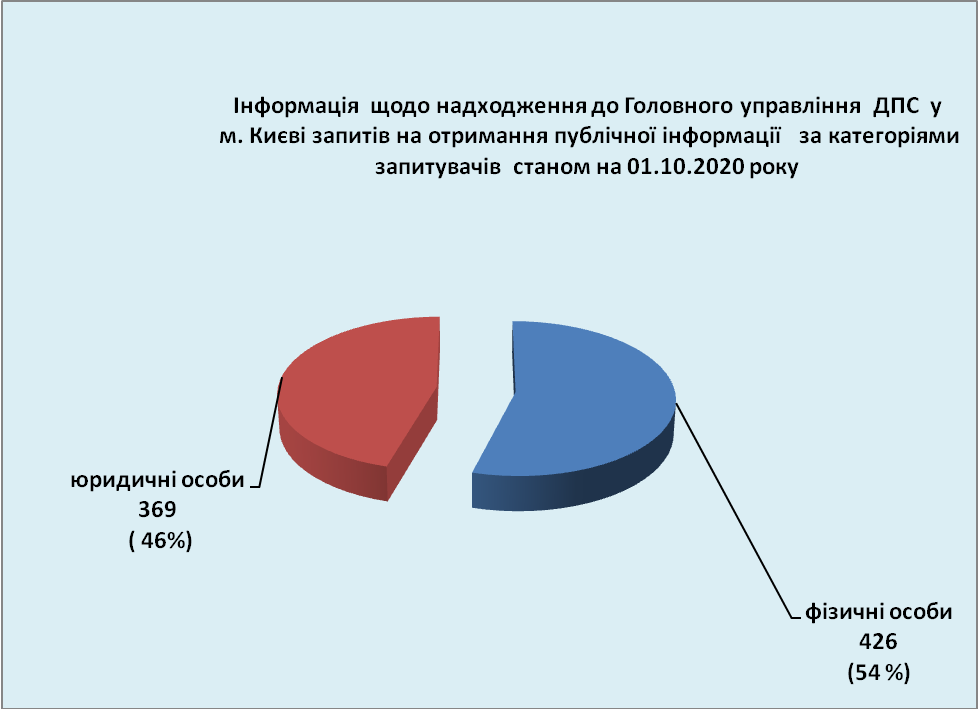 Інформація щодо надходження до Головного управління ДПС у
м. Києві запитів на отримання публічної інформації за категоріями
запитувачів станом на 01.10.2020 року
юридичні особи
369
( 46%)
фізичні особи
426
(54 %)